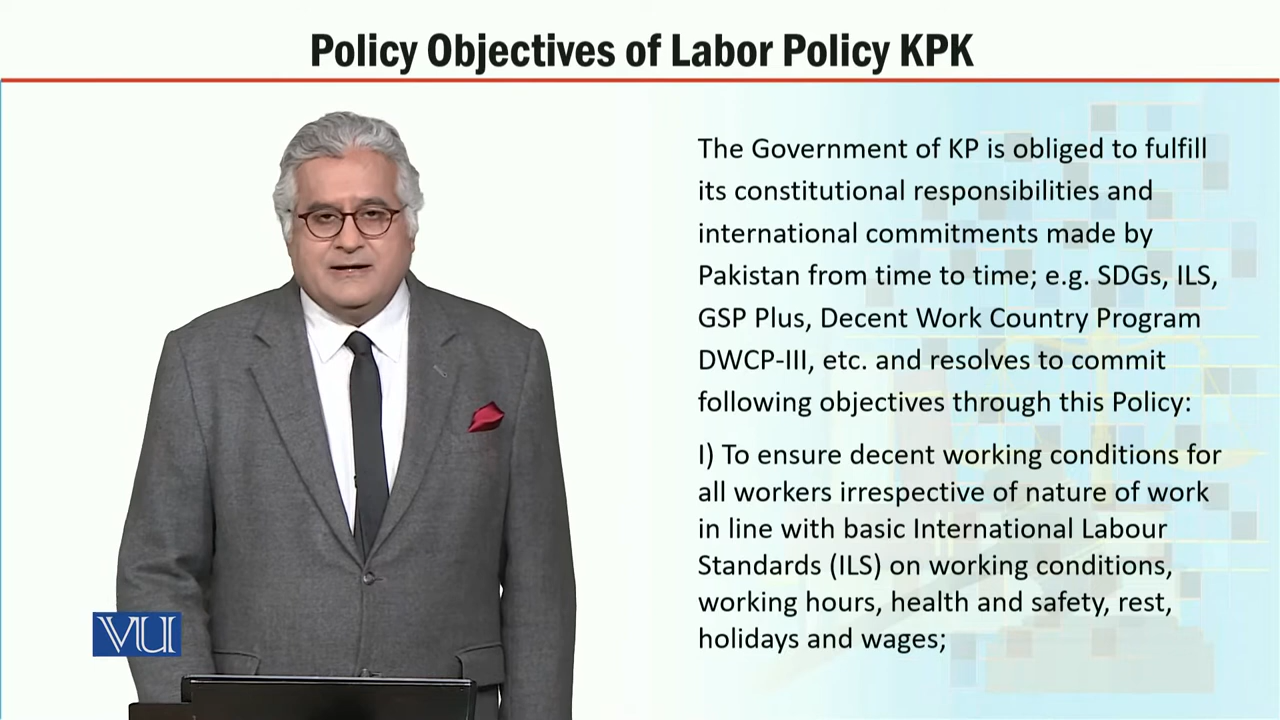 Policy Objectives of Labor Policy KPK
The Government of KP is obliged to fulfill
its constitutional responsibilities and
international commitments made by
Pakistan from time to time; e.g. SDGs, ILS,
GSP Plus, Decent Work Country Program
DWCP-III, etc. and resolves to commit
following objectives through this Policy:
I) To ensure decent working conditions for
all workers irrespective of nature of work
in line with basic International Labour
Standards (ILS) on working conditions,
working hours, health and safety, rest,
holidays and wages;
VU